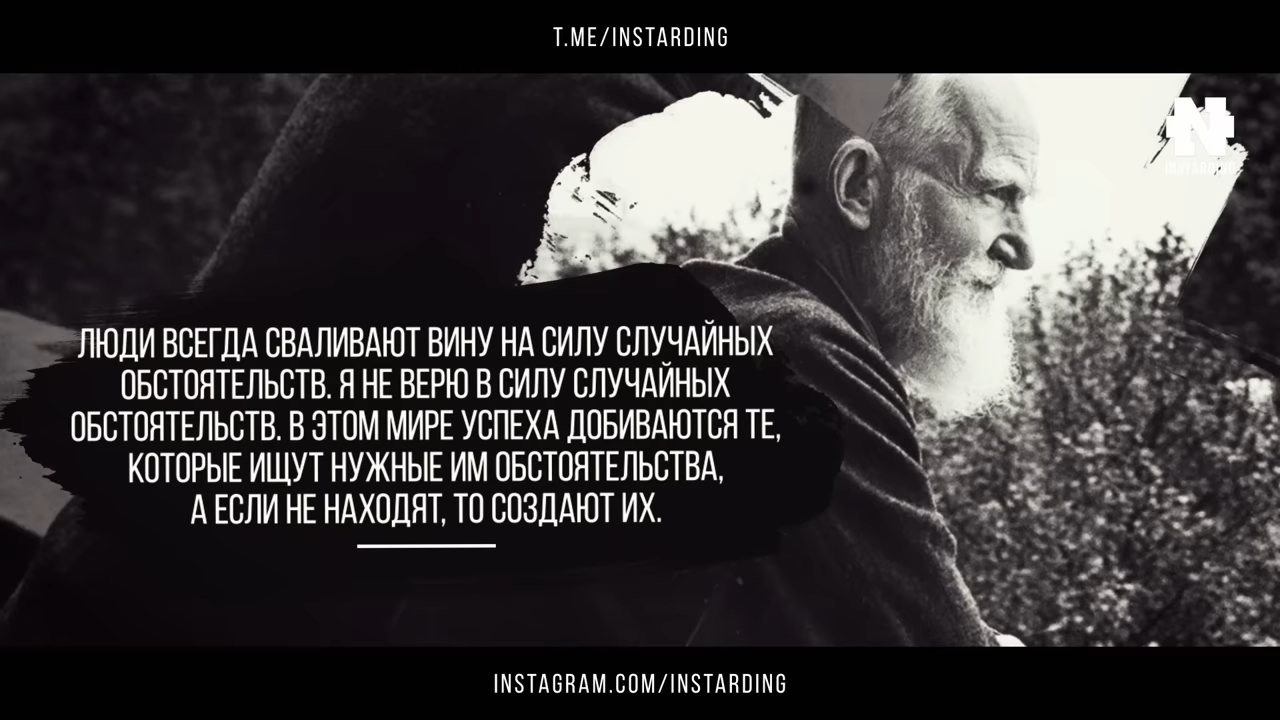 T.ME/INSTARDING
N
INSTARDING
ЛЮДИ ВСЕГДА СВАЛИВАЮТ ВИНУ НА СИЛУ СЛУЧАЙНЫХ
ОБСТОЯТЕЛЬСТВ. Я НЕ ВЕРЮ В СИЛУ СЛУЧАЙНЫХ
ОБСТОЯТЕЛЬСТВ. В ЭТОМ МИРЕ УСПЕХА ДОБИВАЮТСЯ ТЕ,
КОТОРЫЕ ИЩУТ НУЖНЫЕ ИМ ОБСТОЯТЕЛЬСТВА,
А ЕСЛИ НЕ НАХОДЯТ, ТО СОЗДАЮТ ИХ.
INSTAGRAM.COM/INSTARDING